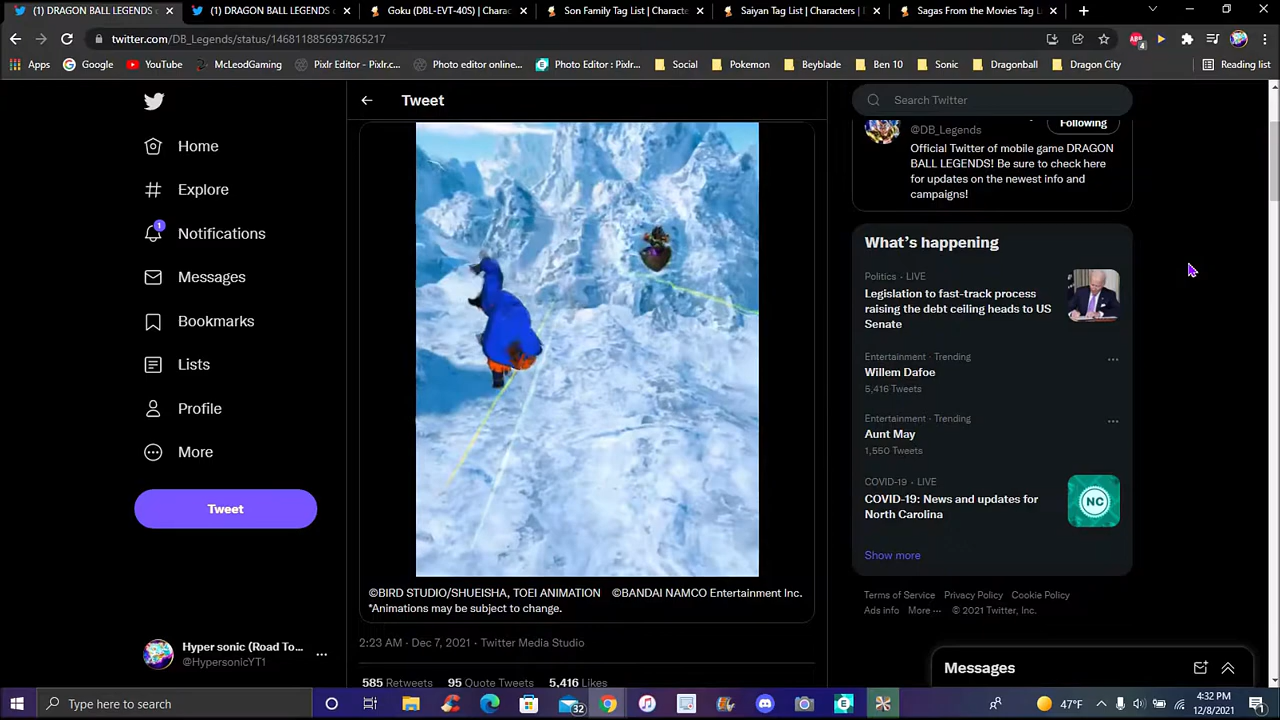 (1) DRAGON BALL LEGENDS
(1) DRAGON BALL LEGENDS
Goku (DBL-EVT-40S) | Charac
Son Family Tag List | Characte
Saiyan Tag List | Characters |
Sagas From the Movies Tag Li
twitter.com/DB_Legends/status/1468118856937865217
ABP
4
Apps
Google
YouTube
McLeodGaming
Pixlr Editor - Pixlr.c...
Photo editor online...
Photo Editor : Pixlr...
Social
Pokemon
Beyblade
Ben 10
Sonic
Dragonball
Dragon City
Reading list
Home
Explore
1
Notifications
Messages
Bookmarks
Lists
Profile
More
Tweet
Hyper sonic (Road To...
@HypersonicYT1
Tweet
©BIRD STUDIO/SHUEISHA, TOEI ANIMATION ©BANDAI NAMCO Entertainment Inc.
*Animations may be subject to change.
2:23 AM · Dec 7, 2021 · Twitter Media Studio
585 Retweets 95 Quote Tweets 5,416 Likes
Search Twitter
@DB_Legends
Following
Official Twitter of mobile game DRAGON
BALL LEGENDS! Be sure to check here
for updates on the newest info and
campaigns!
What's happening
Politics · LIVE
Legislation to fast-track process
raising the debt ceiling heads to US
Senate
Entertainment · Trending
Willem Dafoe
5,416 Tweets
Entertainment · Trending
Aunt May
1,550 Tweets
COVID-19 · LIVE
COVID-19: News and updates for
North Carolina
NC
Show more
Terms of Service Privacy Policy Cookie Policy
Ads info More ··· © 2021 Twitter, Inc.
Messages
Type here to search
32
47°F
4:32 PM
12/8/2021
1